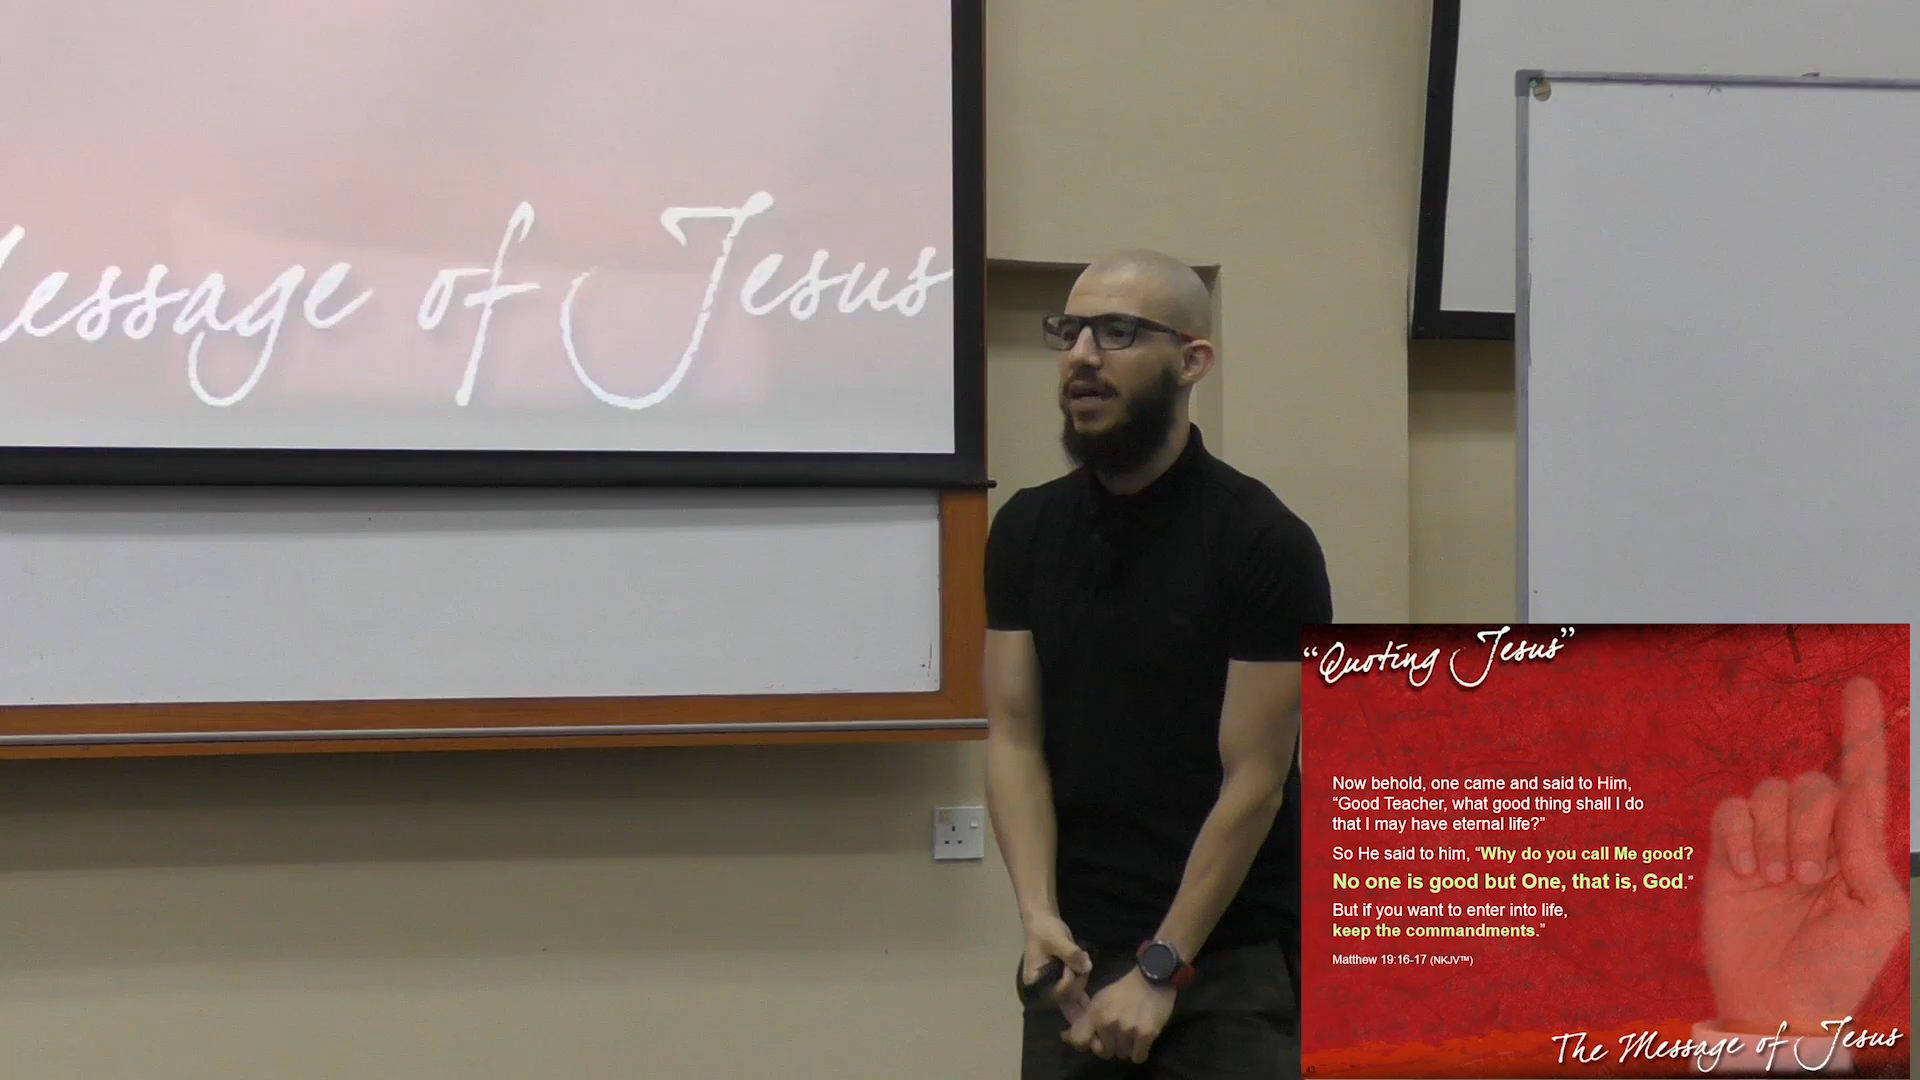 essage of Jesus
“Quoting Jesus”
Now behold, one came and said to Him,
“Good Teacher, what good thing shall I do
that I may have eternal life?”
So He said to him, “Why do you call Me good?
No one is good but One, that is, God.”
But if you want to enter into life,
keep the commandments.”
Matthew 19:16-17 (NKJV™)
The Message of Jesus
43